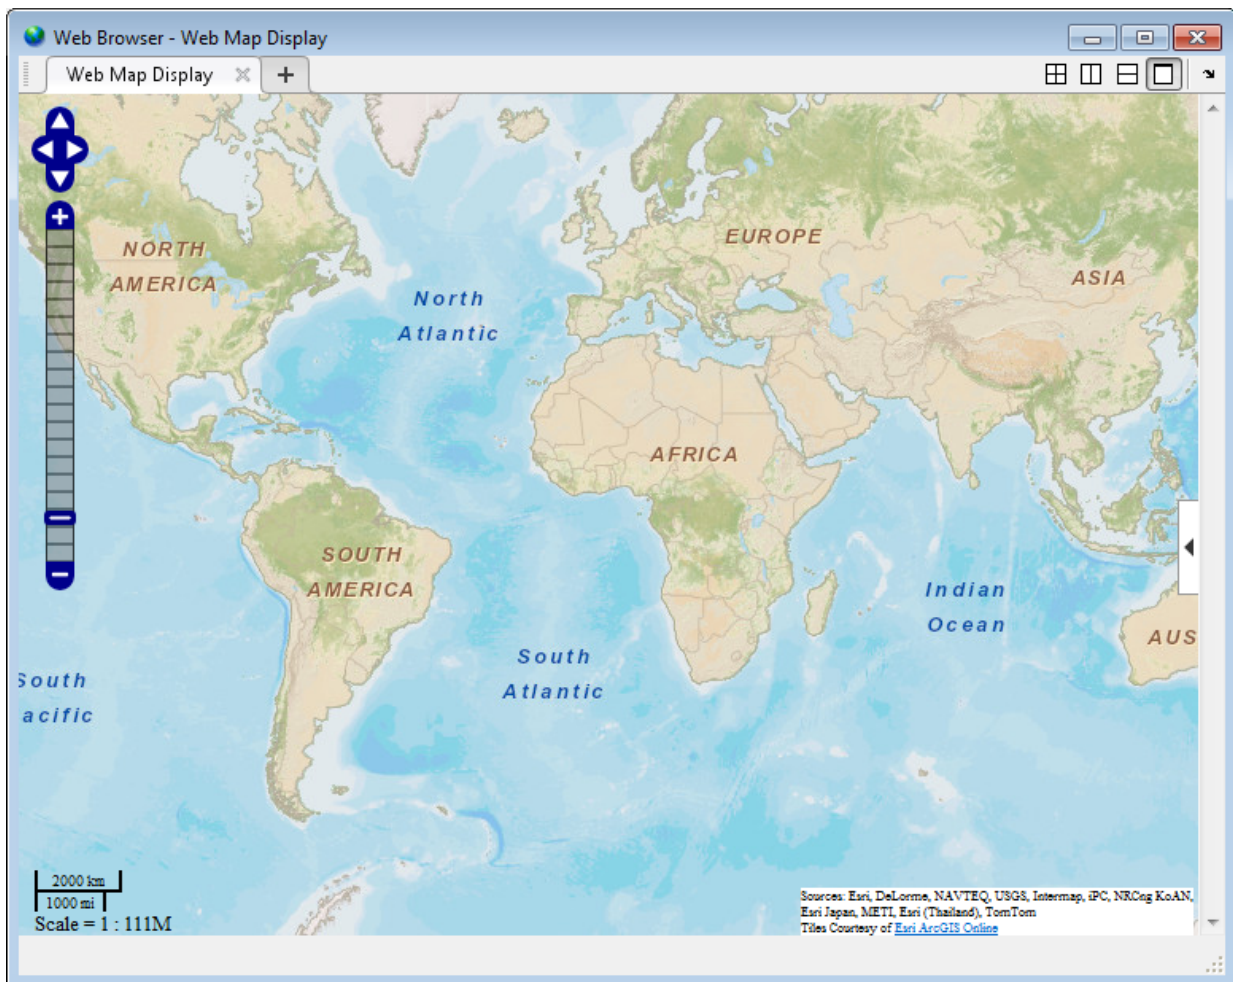 Web Browser - Web Map Display
Web Map Display
NORTH
AMERICA
EUROPE
ASIA
North
Atlantic
AFRICA
SOUTH
AMERICA
Indian
Ocean
AUS
South
Atlantic
South
acific
2000 km
1000 mi
Scale = 1 : 111M
Sources: Esri, DeLorme, NAVTEQ, USGS, Intermap, iPC, NRCng KoAN,
Esri Japan, METI, Esri (Thailand), TomTom
Tiles Courtesy of Esri ArcGIS Online